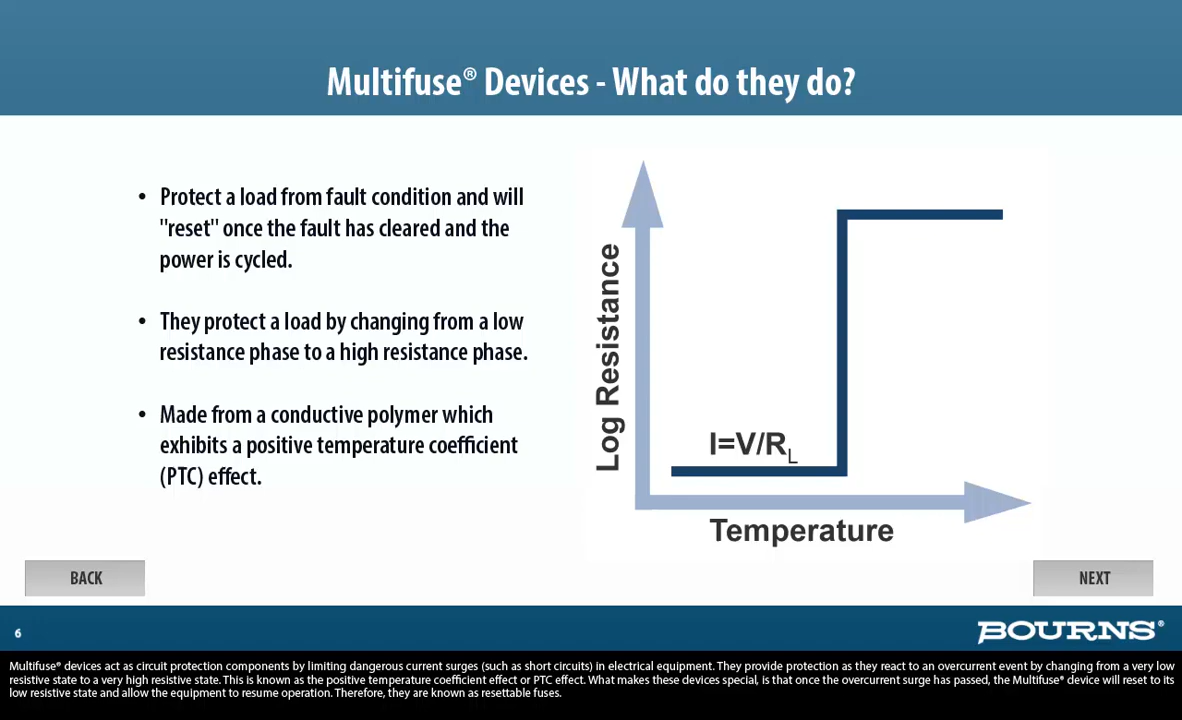 Multifuse® Devices - What do they do?
• Protect a load from fault condition and will
"reset" once the fault has cleared and the
power is cycled.
• They protect a load by changing from a low
resistance phase to a high resistance phase.
• Made from a conductive polymer which
exhibits a positive temperature coefficient
(PTC) effect.
Log Resistance
I=V/RL
Temperature
BACK
NEXT
6
BOURNS®
Multifuse® devices act as circuit protection components by limiting dangerous current surges (such as short circuits) in electrical equipment. They provide protection as they react to an overcurrent event by changing from a very low
resistive state to a very high resistive state. This is known as the positive temperature coefficient effect or PTC effect. What makes these devices special, is that once the overcurrent surge has passed, the Multifuse® device will reset to its
low resistive state and allow the equipment to resume operation. Therefore, they are known as resettable fuses.